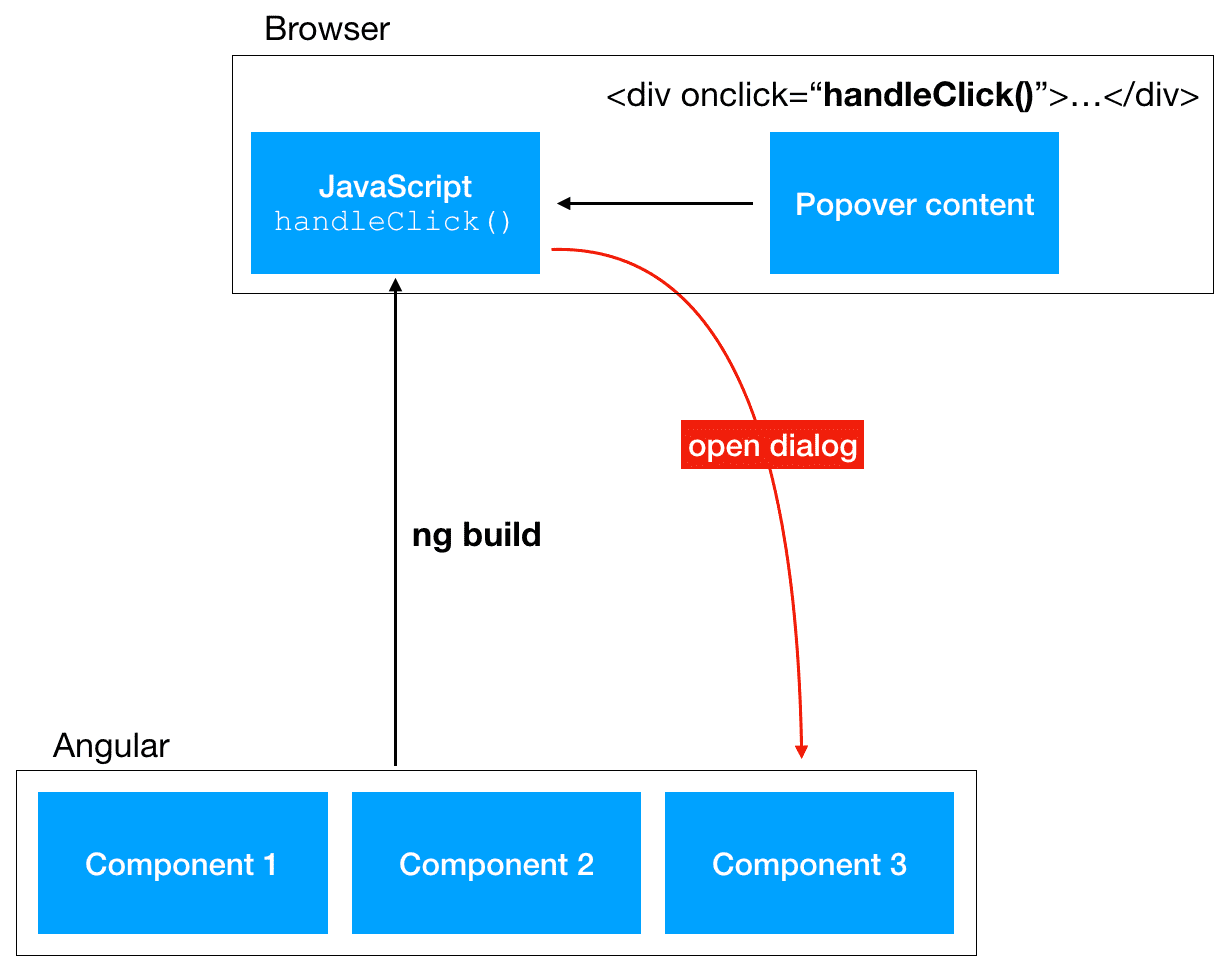 Browser
<div onclick=“handleClick()”>…</div>
JavaScript
handleClick()
Popover content
open dialog
ng build
Angular
Component 1
Component 2
Component 3